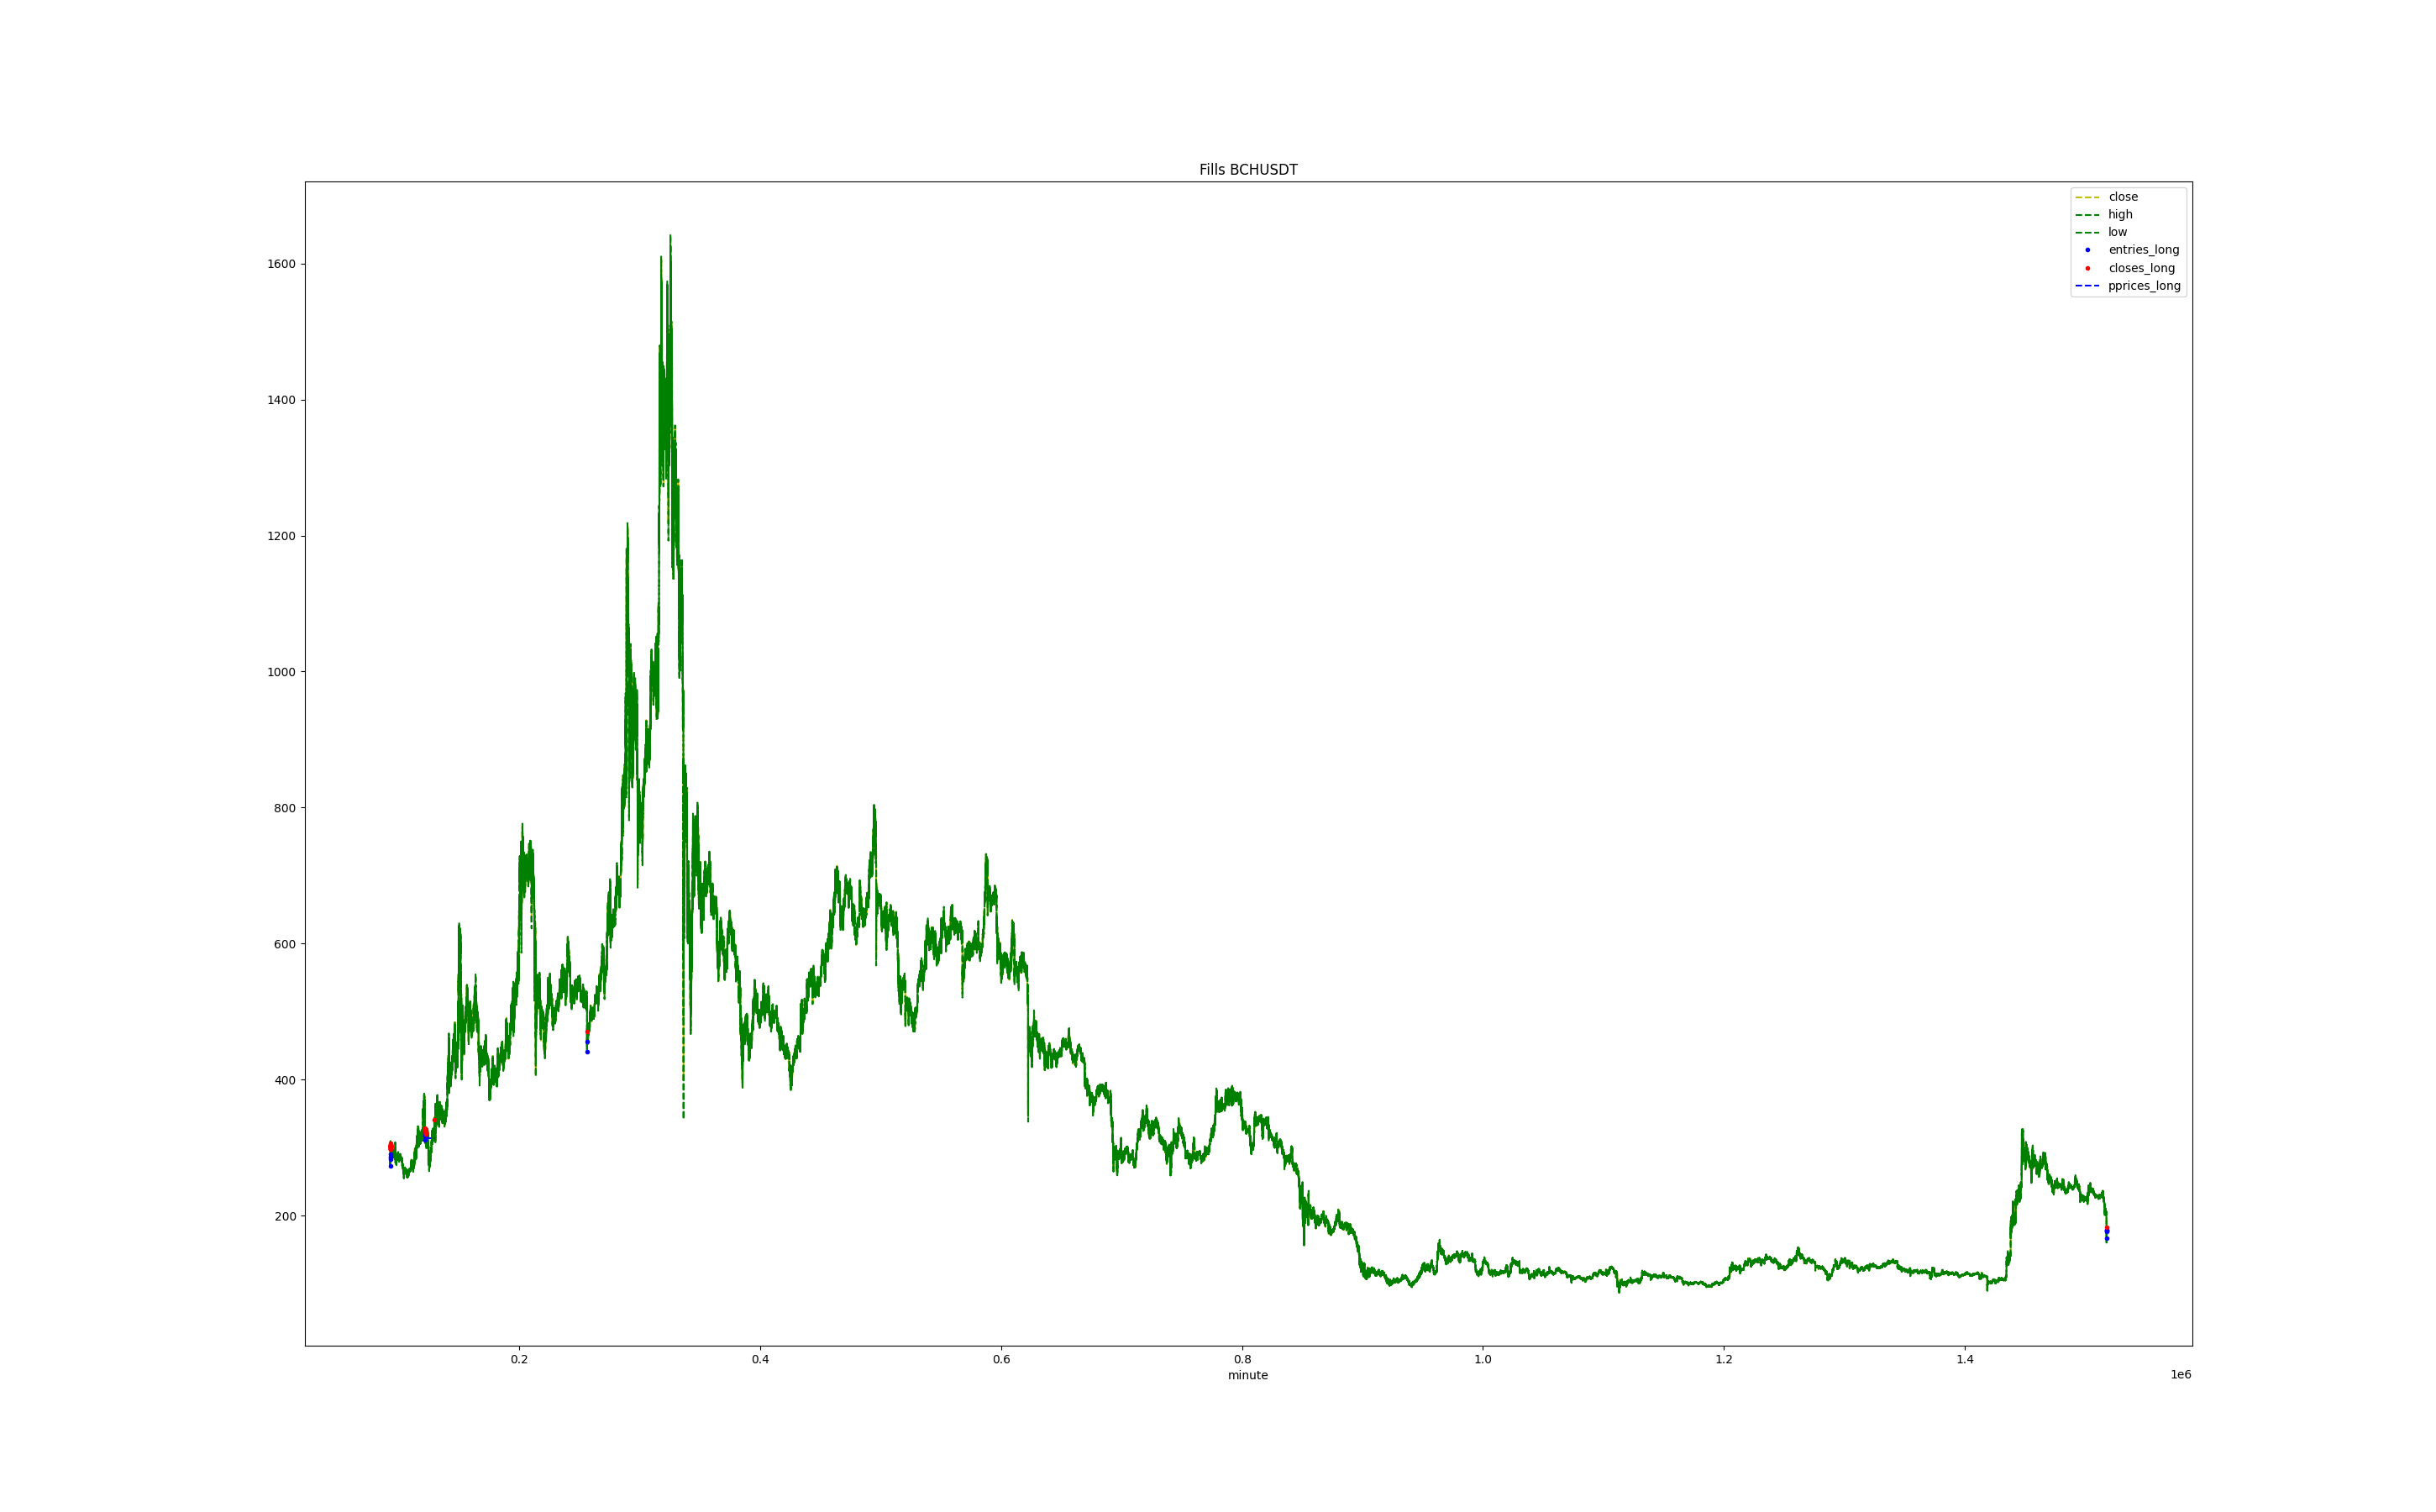 Fills BCHUSDT
close
high
low
entries_long
closes_long
pprices_long
1600
1400
1200
1000
800
600
400
200
0.2 0.4 0.6 0.8 1.0 1.2 1.4
minute
1e6